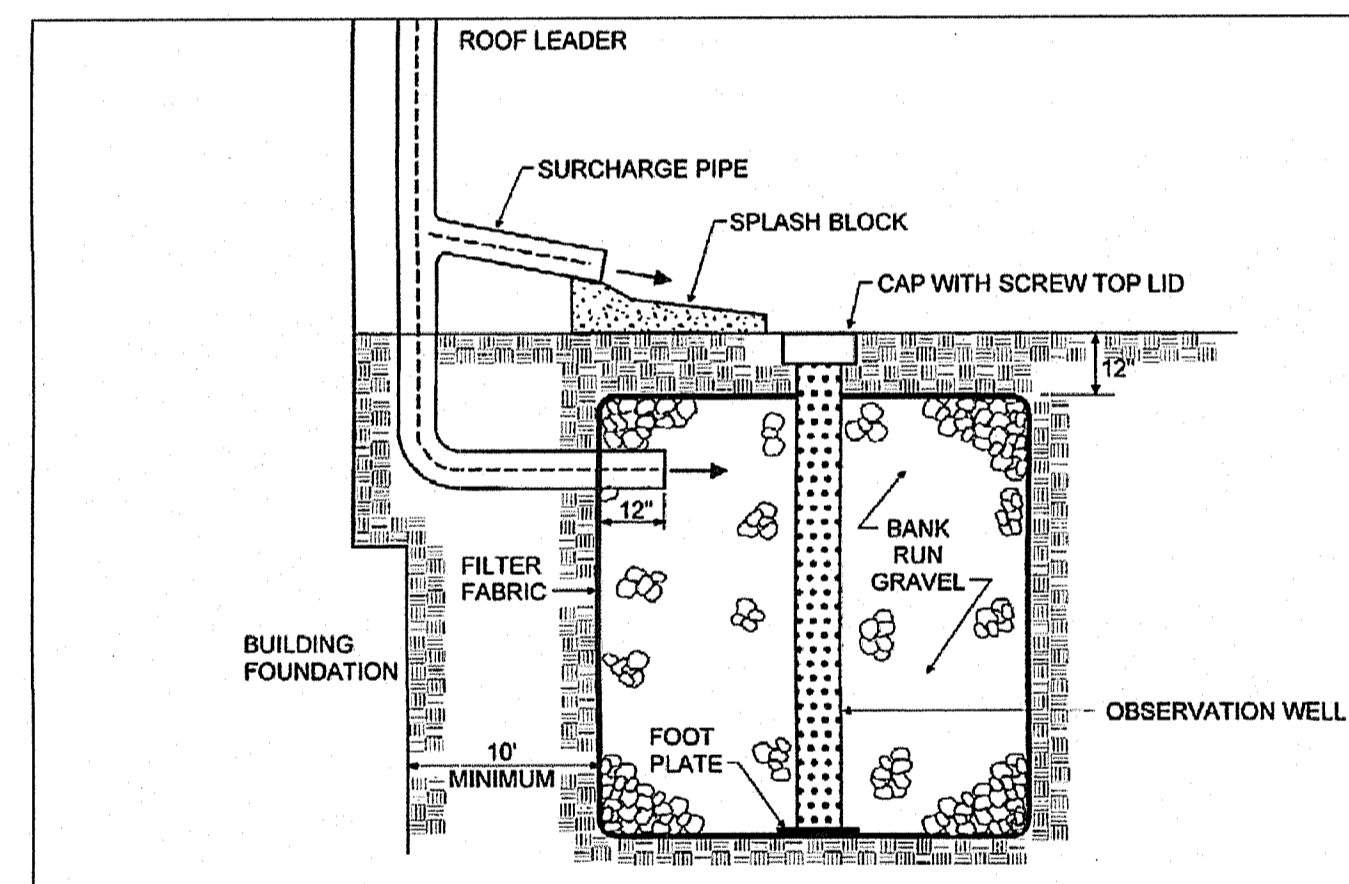 ROOF LEADER
SURCHARGE PIPE
SPLASH BLOCK
CAP WITH SCREW TOP LID
12"
12"
BANK
RUN
GRAVEL
FILTER
FABRIC
BUILDING
FOUNDATION
OBSERVATION WELL
FOOT
PLATE
10'
MINIMUM